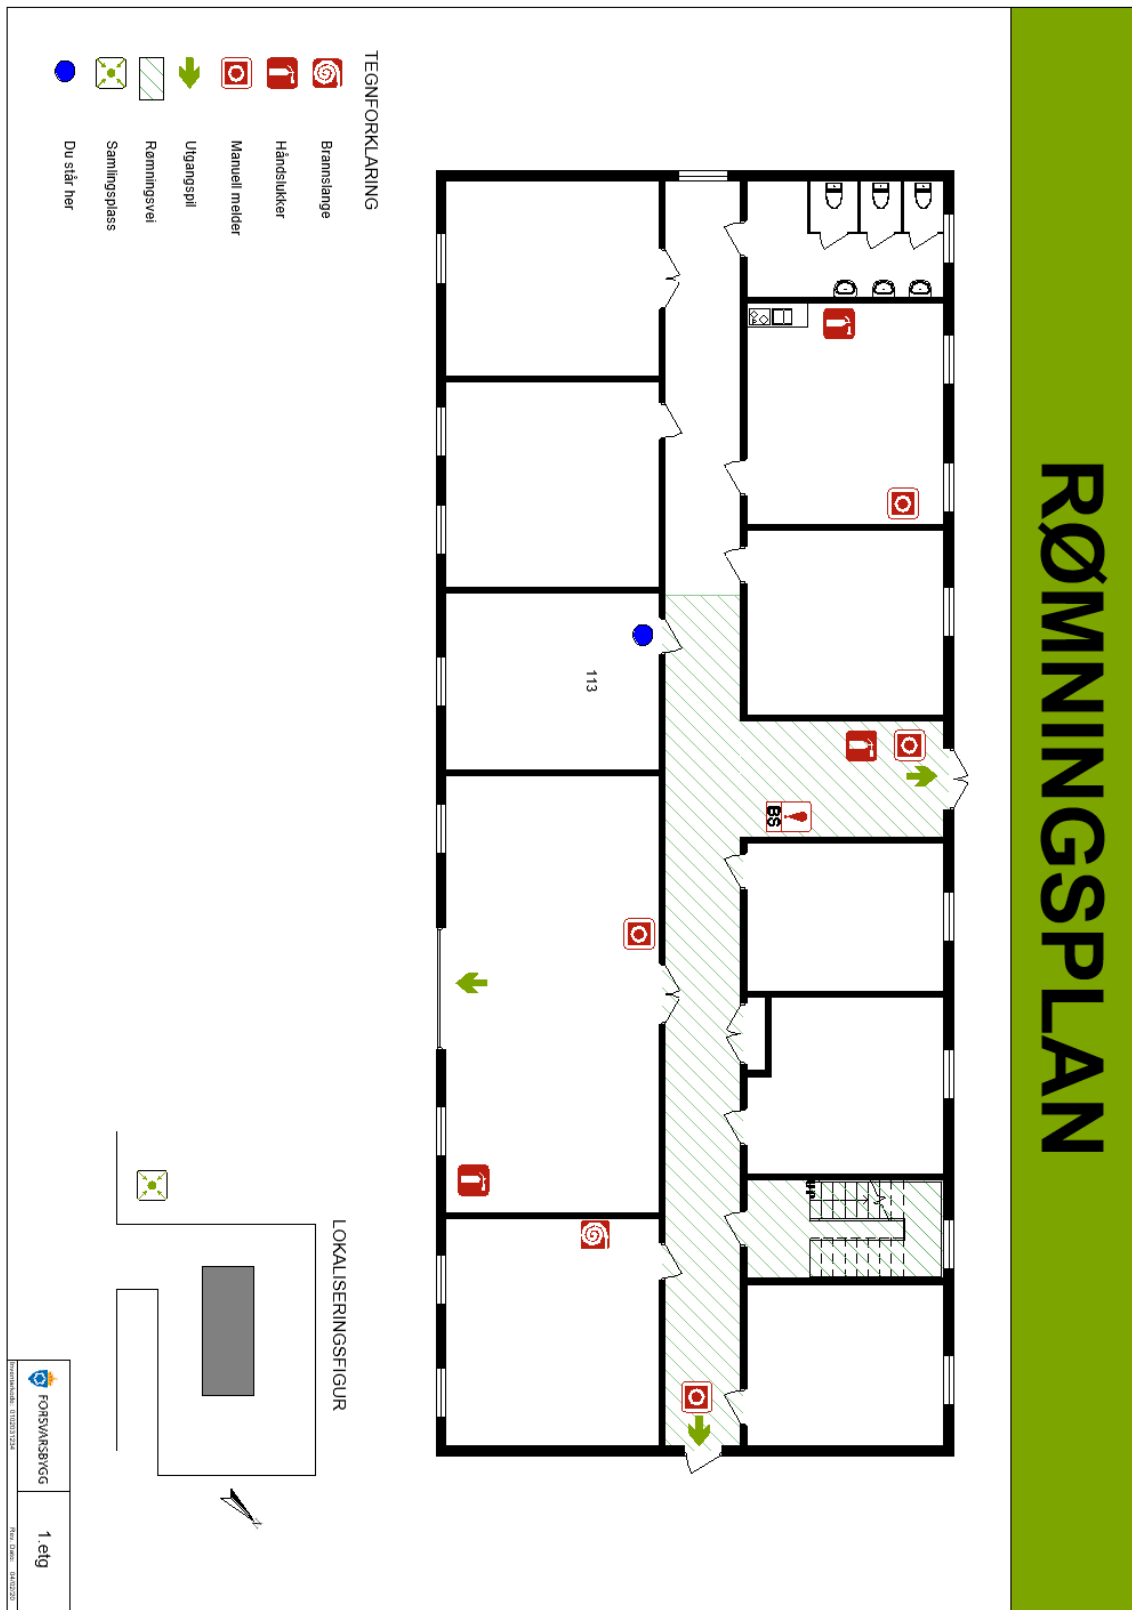 RØMNINGSPLAN
113
BS
TEGNFORKLARING
Brannslange
Håndslukker
Manuell melder
Utgangspil
Rømningsvei
Samlingsplass
Du står her
LOKALISERINGSFIGUR
N
FORSVARSBYGG
1.etg